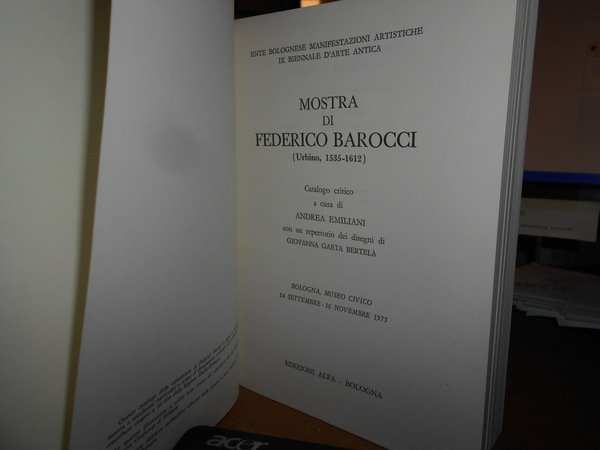 ENTE BOLOGNESE MANIFESTAZIONI ARTISTICHE
IX BIENNALE D'ARTE ANTICA
MOSTRA
DI
FEDERICO BAROCCI
(Urbino, 1535-1612)
Catalogo critico
a cura di
ANDREA EMILIANI
con un repertorio dei disegni di
GIOVANNA GAETA BERTELÀ
BOLOGNA, MUSEO CIVICO
14 SETTEMBRE - 16 NOVEMBRE 1975
EDIZIONI ALFA - BOLOGNA
acer